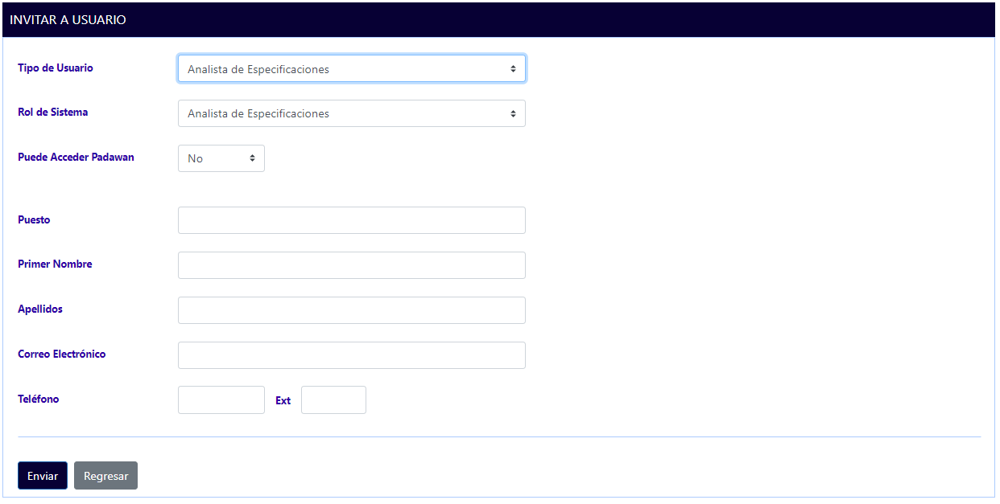 INVITAR A USUARIO
Tipo de Usuario Analista de Especificaciones
Rol de Sistema Analista de Especificaciones
Puede Acceder Padawan No
Puesto
Primer Nombre
Apellidos
Correo Electrónico
Teléfono Ext
Enviar Regresar